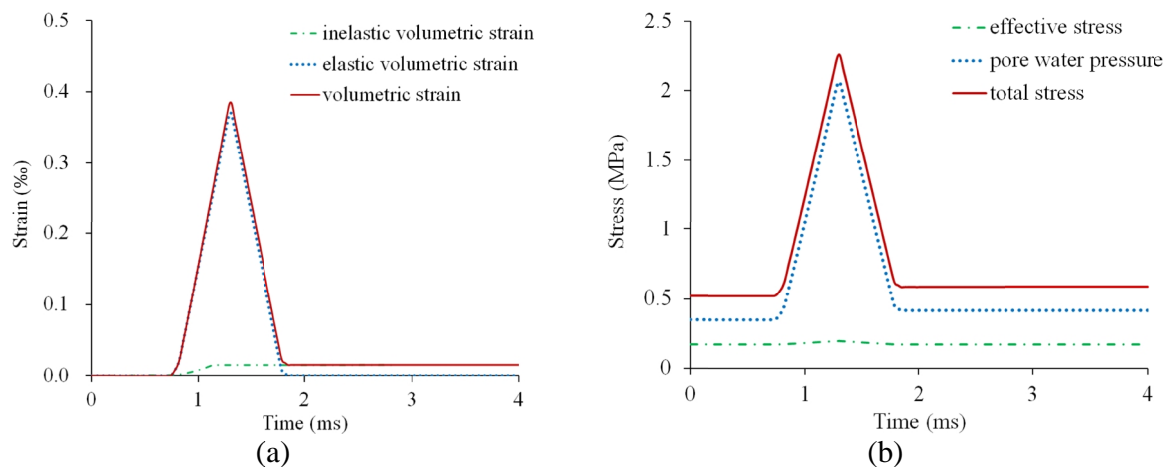 0.5
0.4
0.3
0.2
0.1
0.0
Strain (‰)
inelastic volumetric strain
elastic volumetric strain
volumetric strain
0 1 2 3 4
Time (ms)
(a)
2.5
2
1.5
1
0.5
0
Stress (MPa)
effective stress
pore water pressure
total stress
0 1 2 3 4
Time (ms)
(b)